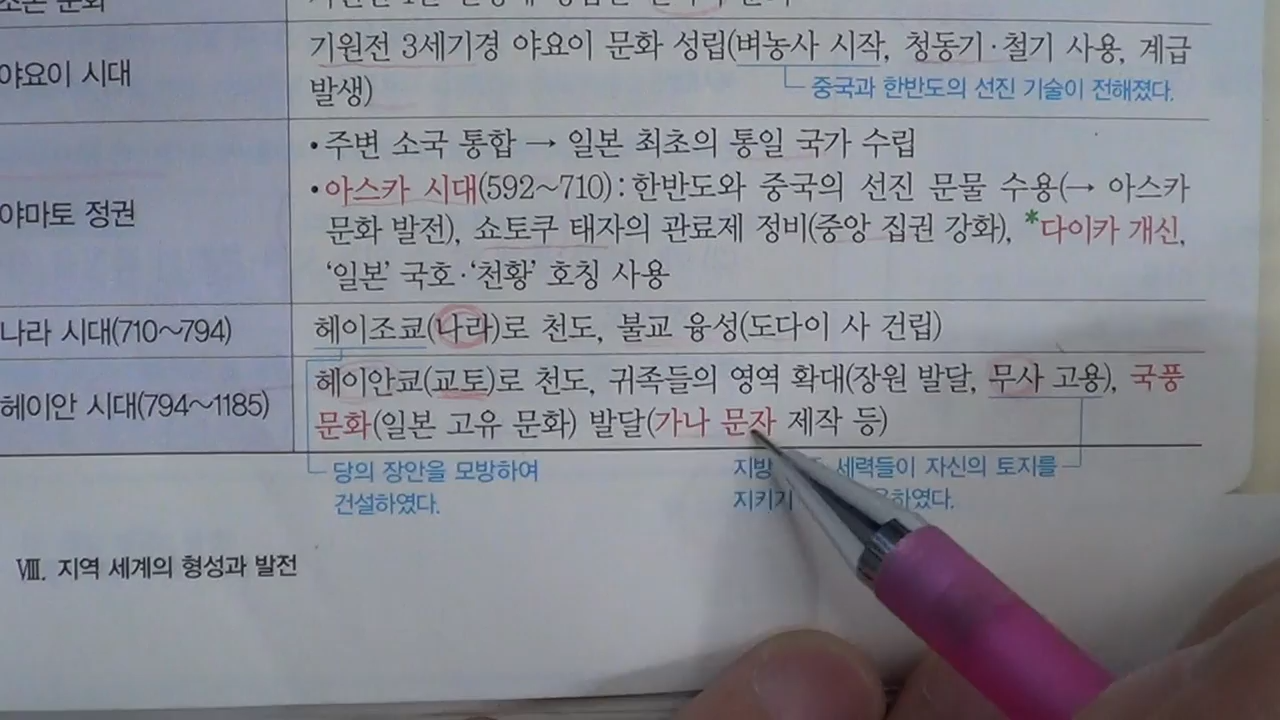 야요이 시대
기원전 3세기경 야요이 문화 성립(벼농사 시작, 청동기·철기 사용, 계급
발생)
중국과 한반도의 선진 기술이 전해졌다.
야마토 정권
•주변 소국 통합 → 일본 최초의 통일 국가 수립
•아스카 시대(592~710):한반도와 중국의 선진 문물 수용(→ 아스카
문화 발전), 쇼토쿠 태자의 관료제 정비(중앙 집권 강화), *다이카 개신,
‘일본’ 국호·‘천황’ 호칭 사용
나라 시대(710~794)
헤이조쿄(나라)로 천도, 불교 융성(도다이 사 건립)
헤이안 시대(794~1185)
헤이안쿄(교토)로 천도, 귀족들의 영역 확대(장원 발달, 무사 고용), 국풍
문화(일본 고유 문화) 발달(가나 문자 제작 등)
당의 장안을 모방하여
건설하였다.
지방 세력들이 자신의 토지를
지키기
Ⅷ. 지역 세계의 형성과 발전